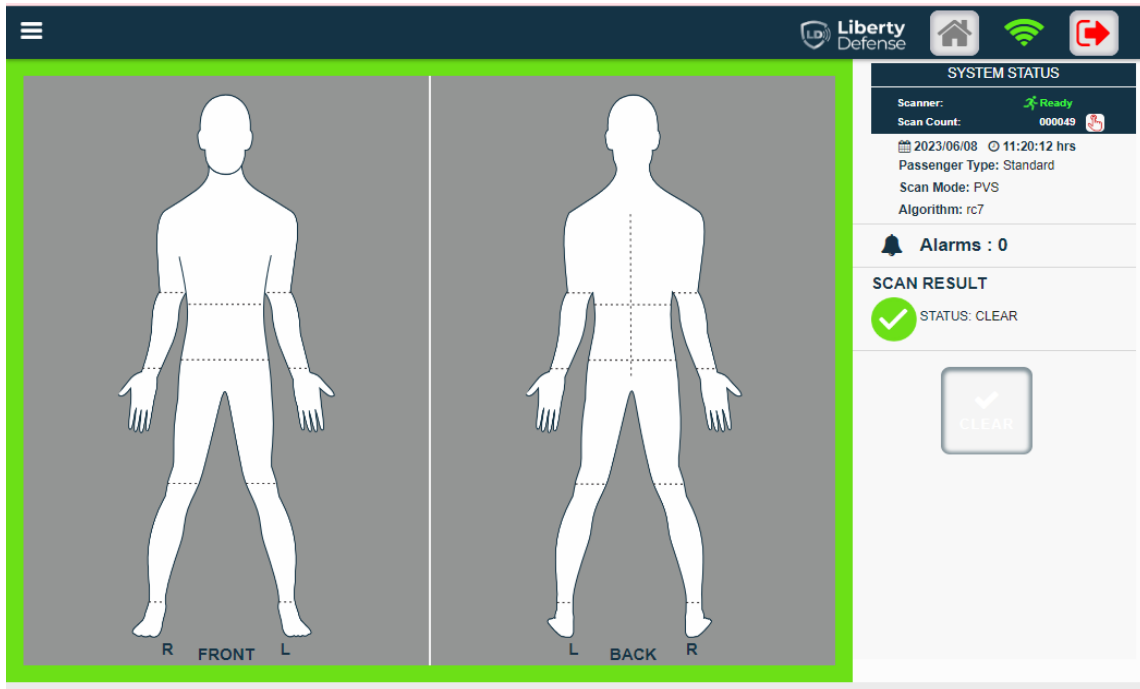 LD
Liberty
Defense
SYSTEM STATUS
Scanner: Ready
Scan Count: 000049
2023/06/08 11:20:12 hrs
Passenger Type: Standard
Scan Mode: PVS
Algorithm: rc7
Alarms : 0
SCAN RESULT
STATUS: CLEAR
CLEAR
R FRONT L
L BACK R